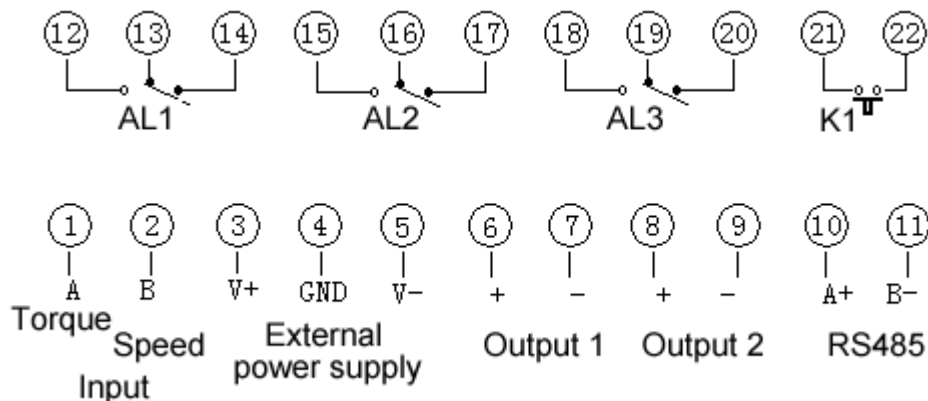 12 13 14 15 16 17 18 19 20 21 22
AL1 AL2 AL3 K1
1 2 3 4 5 6 7 8 9 10 11
A B V+ GND V- + - + - A+ B-
Torque
Speed
Input
External
power supply
Output 1 Output 2 RS485